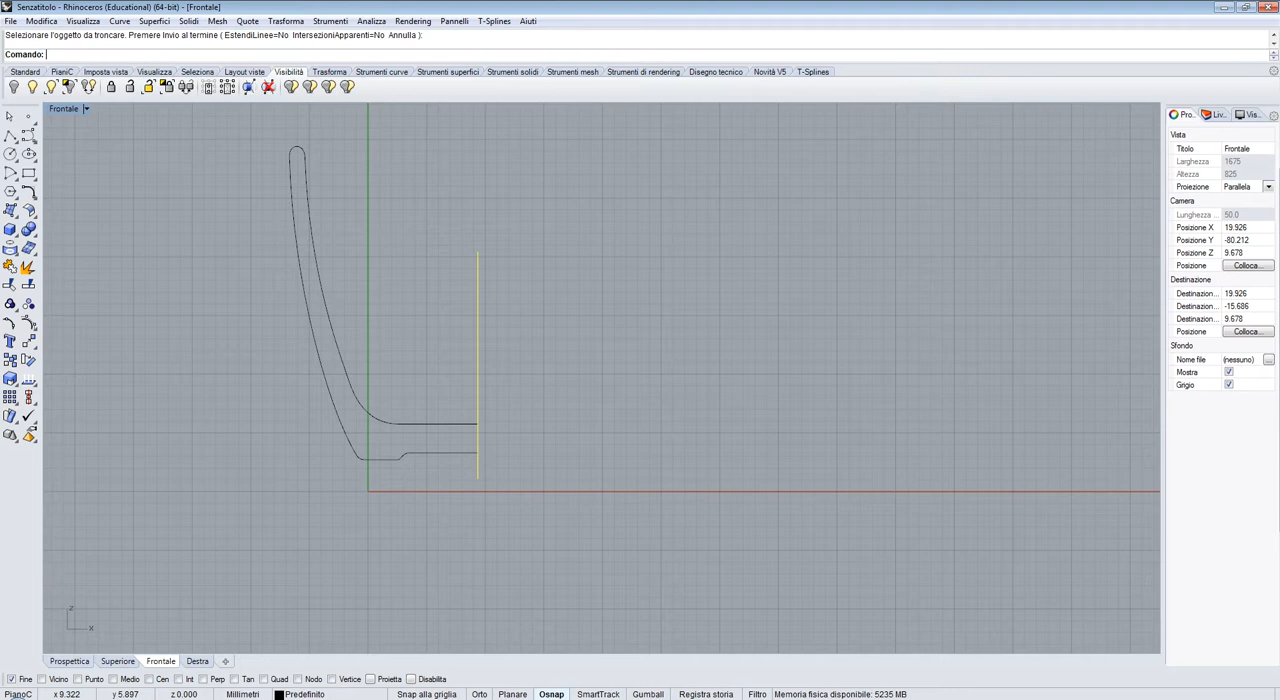 Senzatitolo - Rhinoceros (Educational) (64-bit) - [Frontale]
File Modifica Visualizza Curve Superfici Solidi Mesh Quote Trasforma Strumenti Analizza Rendering Pannelli T-Splines Aiuti
Selezionare l'oggetto da troncare. Premere Invio al termine ( EstendiLinee=No IntersezioniApparenti=No Annulla ):
Comando:
Standard PianiC Imposta vista Visualizza Seleziona Layout viste Visibilità Trasforma Strumenti curve Strumenti superfici Strumenti solidi Strumenti mesh Strumenti di rendering Disegno tecnico Novità V5 T-Splines
Frontale
Pro.. Liv.. Vis...
Vista
Titolo Frontale
Larghezza 1675
Altezza 825
Proiezione Parallela
Camera
Lunghezza ... 50.0
Posizione X 19.926
Posizione Y -80.212
Posizione Z 9.678
Posizione Colloca...
Destinazione
Destinazion... 19.926
Destinazion... -15.686
Destinazion... 9.678
Posizione Colloca...
Sfondo
Nome file (nessuno) ...
Mostra
Grigio
z
x
Prospettica Superiore Frontale Destra
Fine Vicino Punto Medio Cen Int Perp Tan Quad Nodo Vertice Proietta Disabilita
PianoC x 9.322 y 5.897 z 0.000 Millimetri Predefinito Snap alla griglia Orto Planare Osnap SmartTrack Gumball Registra storia Filtro Memoria fisica disponibile: 5235 MB